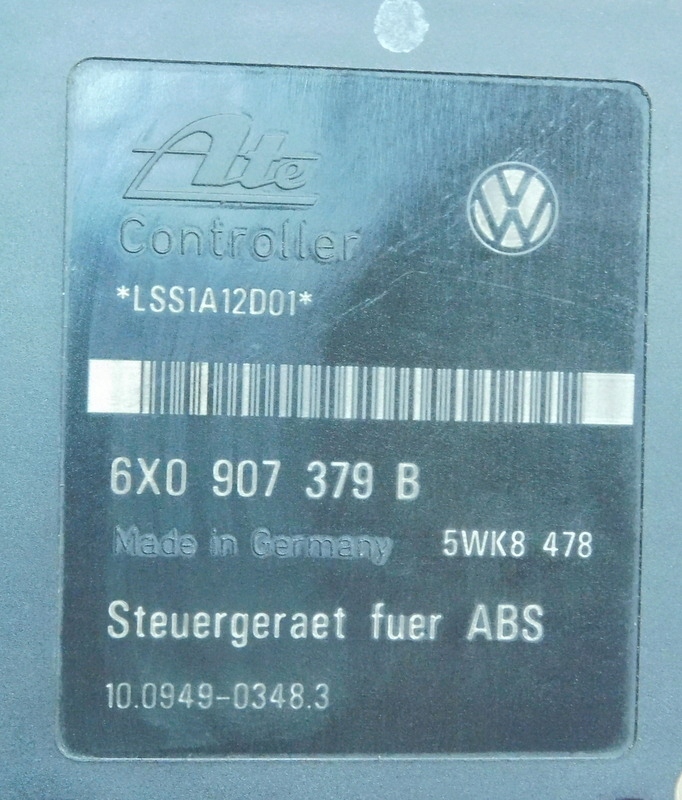 Ate
Controller
*LSS1A12D01*
6X0 907 379 B
Made in Germany 5WK8 478
Steuergeraet fuer ABS
10.0949-0348.3